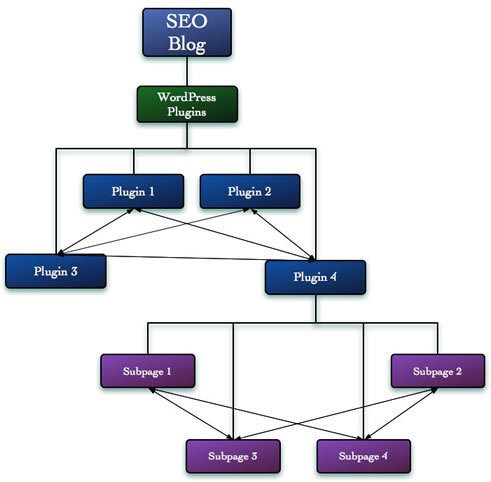 SEO
Blog
WordPress
Plugins
Plugin 1
Plugin 2
Plugin 3
Plugin 4
Subpage 1
Subpage 2
Subpage 3
Subpage 4